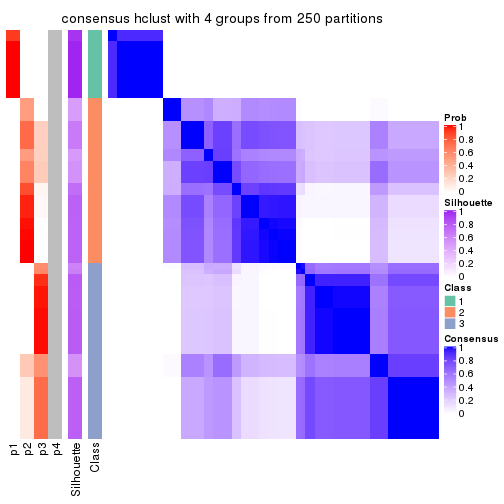 consensus hclust with 4 groups from 250 partitions
Prob
1
0.8
0.6
0.4
0.2
0
Silhouette
1
0.8
0.6
0.4
0.2
0
Class
1
2
3
Consensus
1
0.8
0.6
0.4
0.2
0
p1
p2
p3
p4
Silhouette
Class